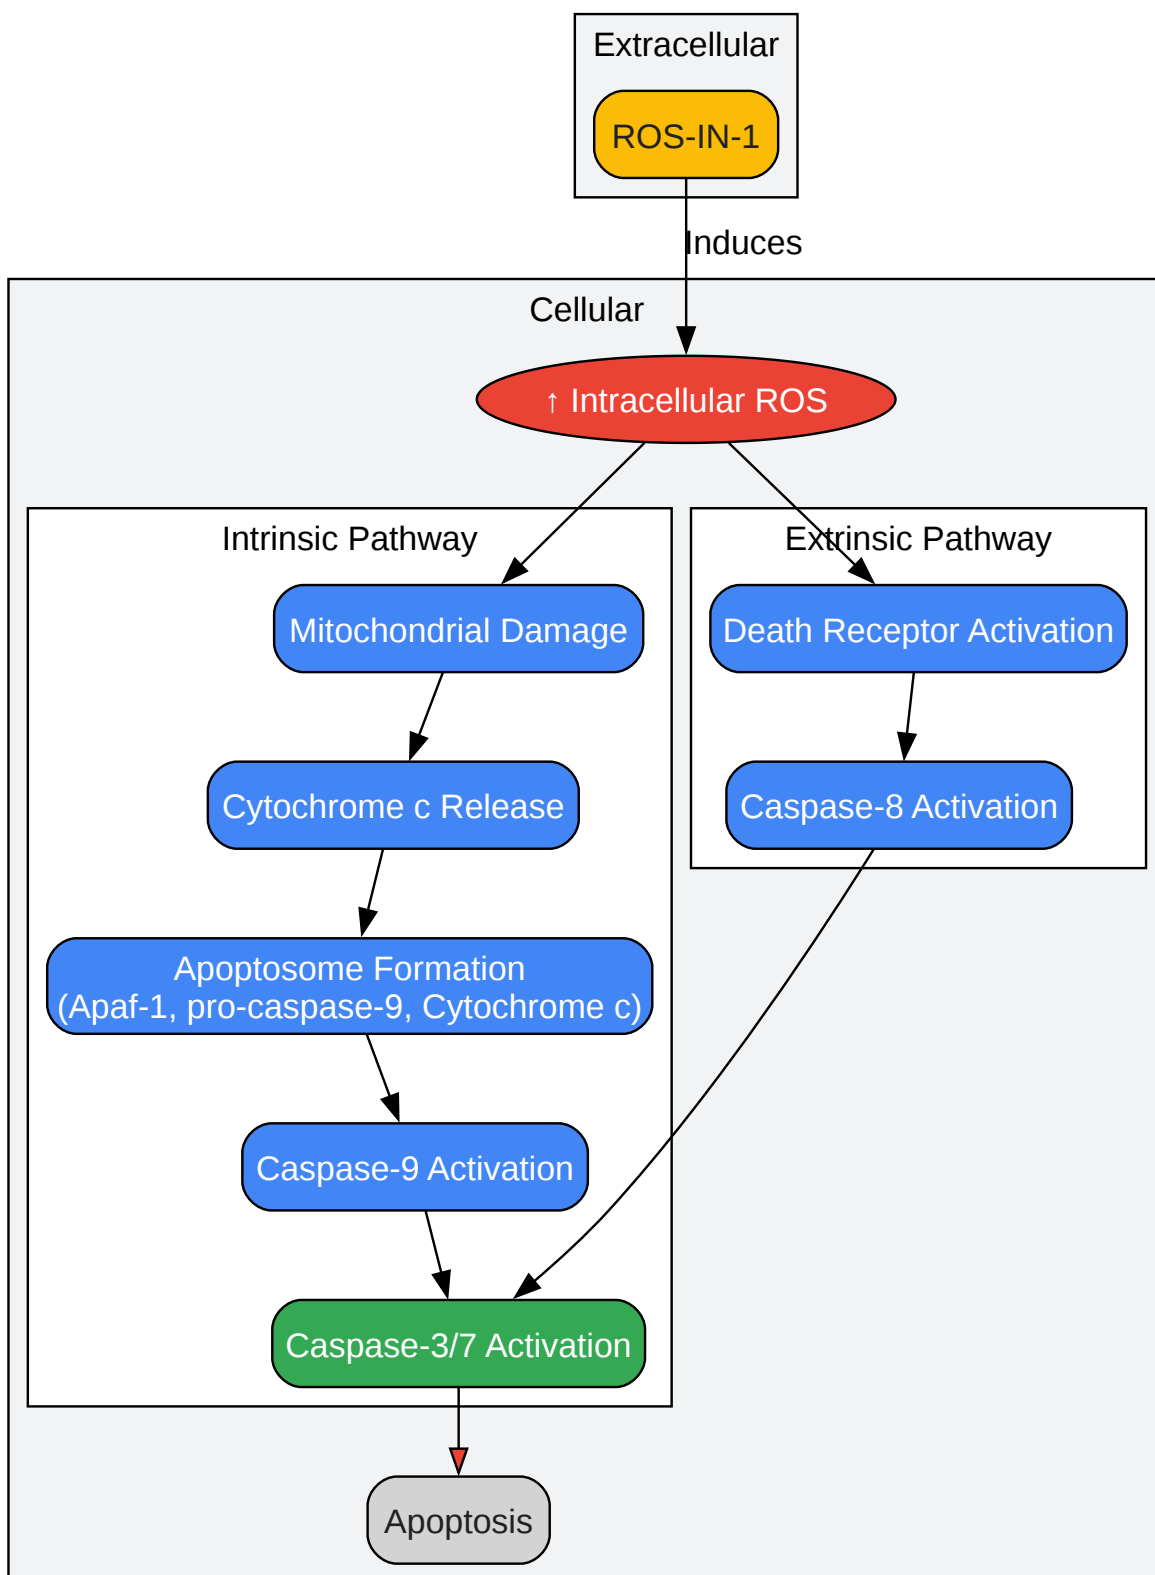 Extracellular
ROS-IN-1
Induces
Cellular
↑ Intracellular ROS
Intrinsic Pathway
Extrinsic Pathway
Mitochondrial Damage
Death Receptor Activation
Cytochrome c Release
Caspase-8 Activation
Apoptosome Formation
(Apaf-1, pro-caspase-9, Cytochrome c)
Caspase-9 Activation
Caspase-3/7 Activation
Apoptosis